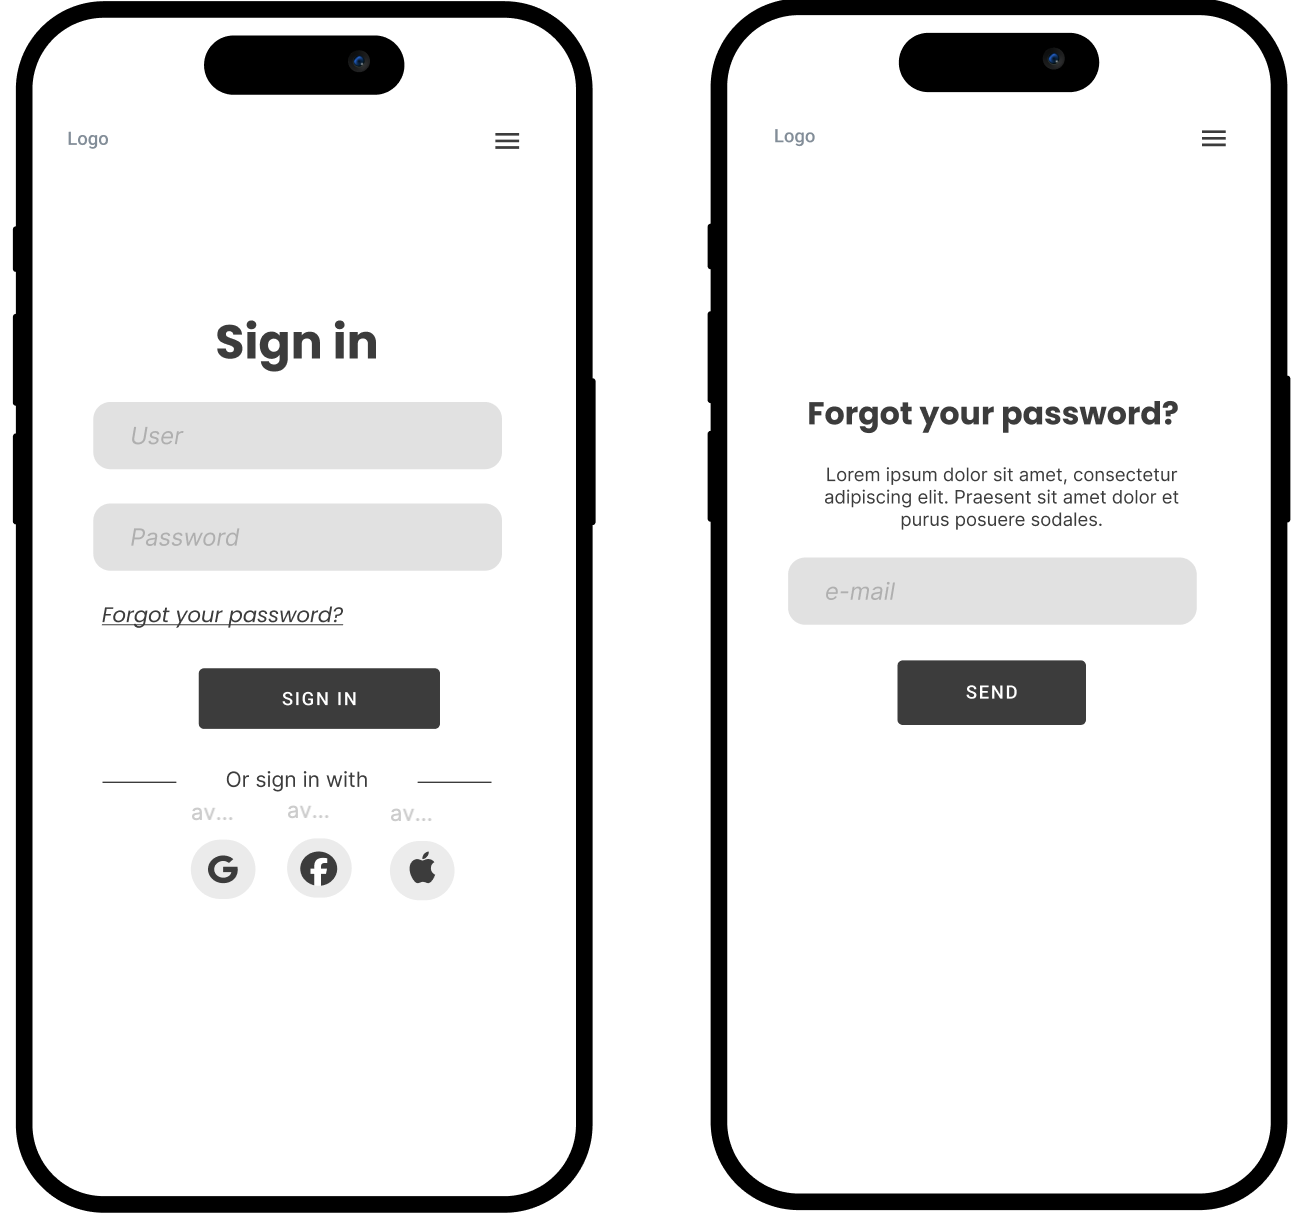 Logo
Sign in
User
Password
Forgot your password?
SIGN IN
Or sign in with
av...
av...
av...
Logo
Forgot your password?
Lorem ipsum dolor sit amet, consectetur
adipiscing elit. Praesent sit amet dolor et
purus posuere sodales.
e-mail
SEND